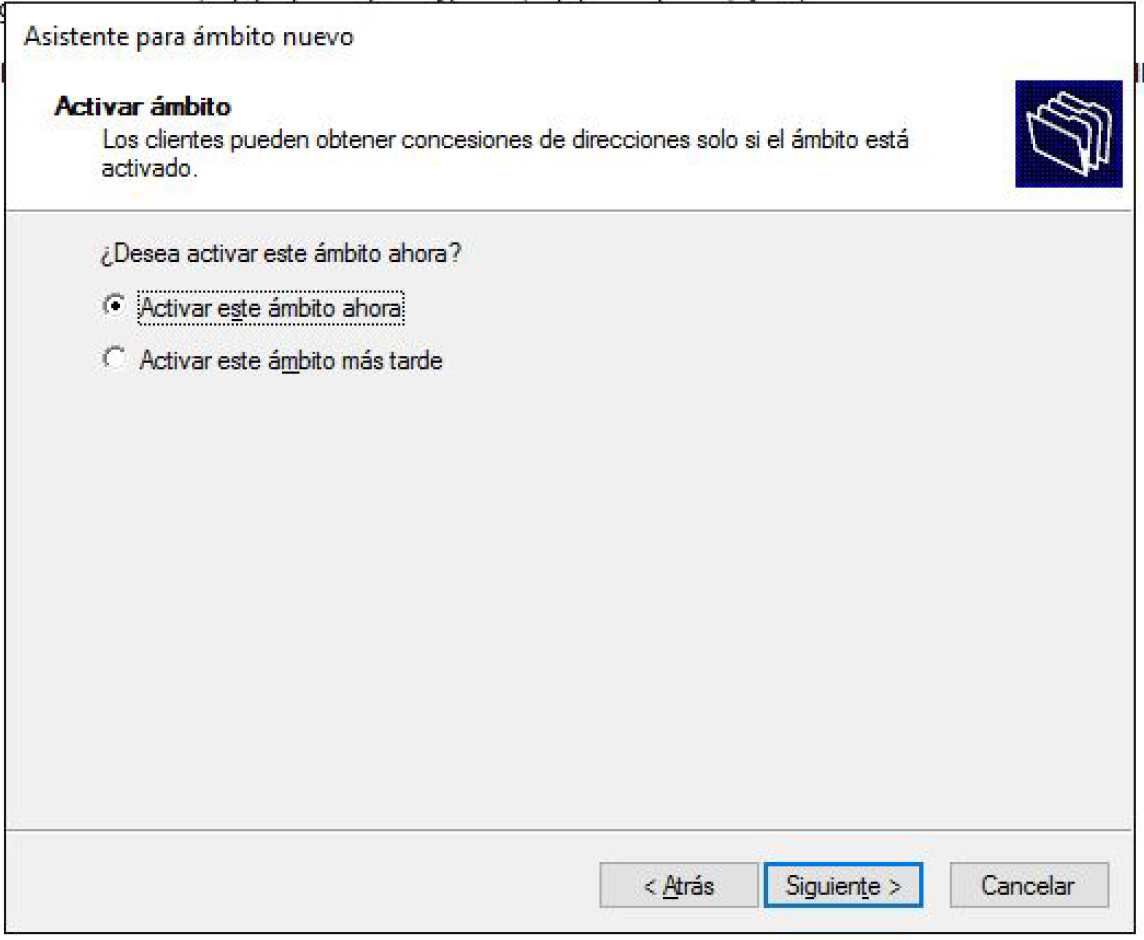 Asistente para ámbito nuevo
Activar ámbito
Los clientes pueden obtener concesiones de direcciones solo si el ámbito está
activado.
¿Desea activar este ámbito ahora?
Activar este ámbito ahora
Activar este ámbito más tarde
< Atrás
Siguiente >
Cancelar